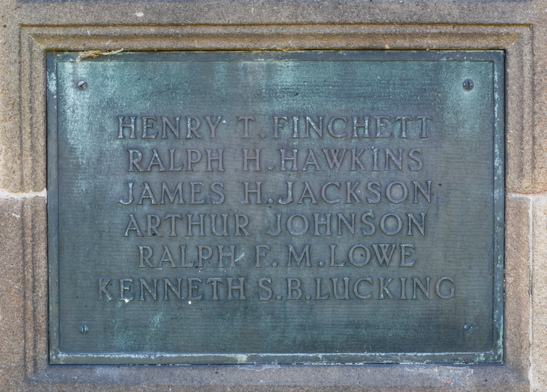 HENRY T. FINCHETT
RALPH H. HAWKINS
JAMES H. JACKSON
ARTHUR JOHNSON
RALPH F. M. LOWE
KENNETH S.B. LUCKING